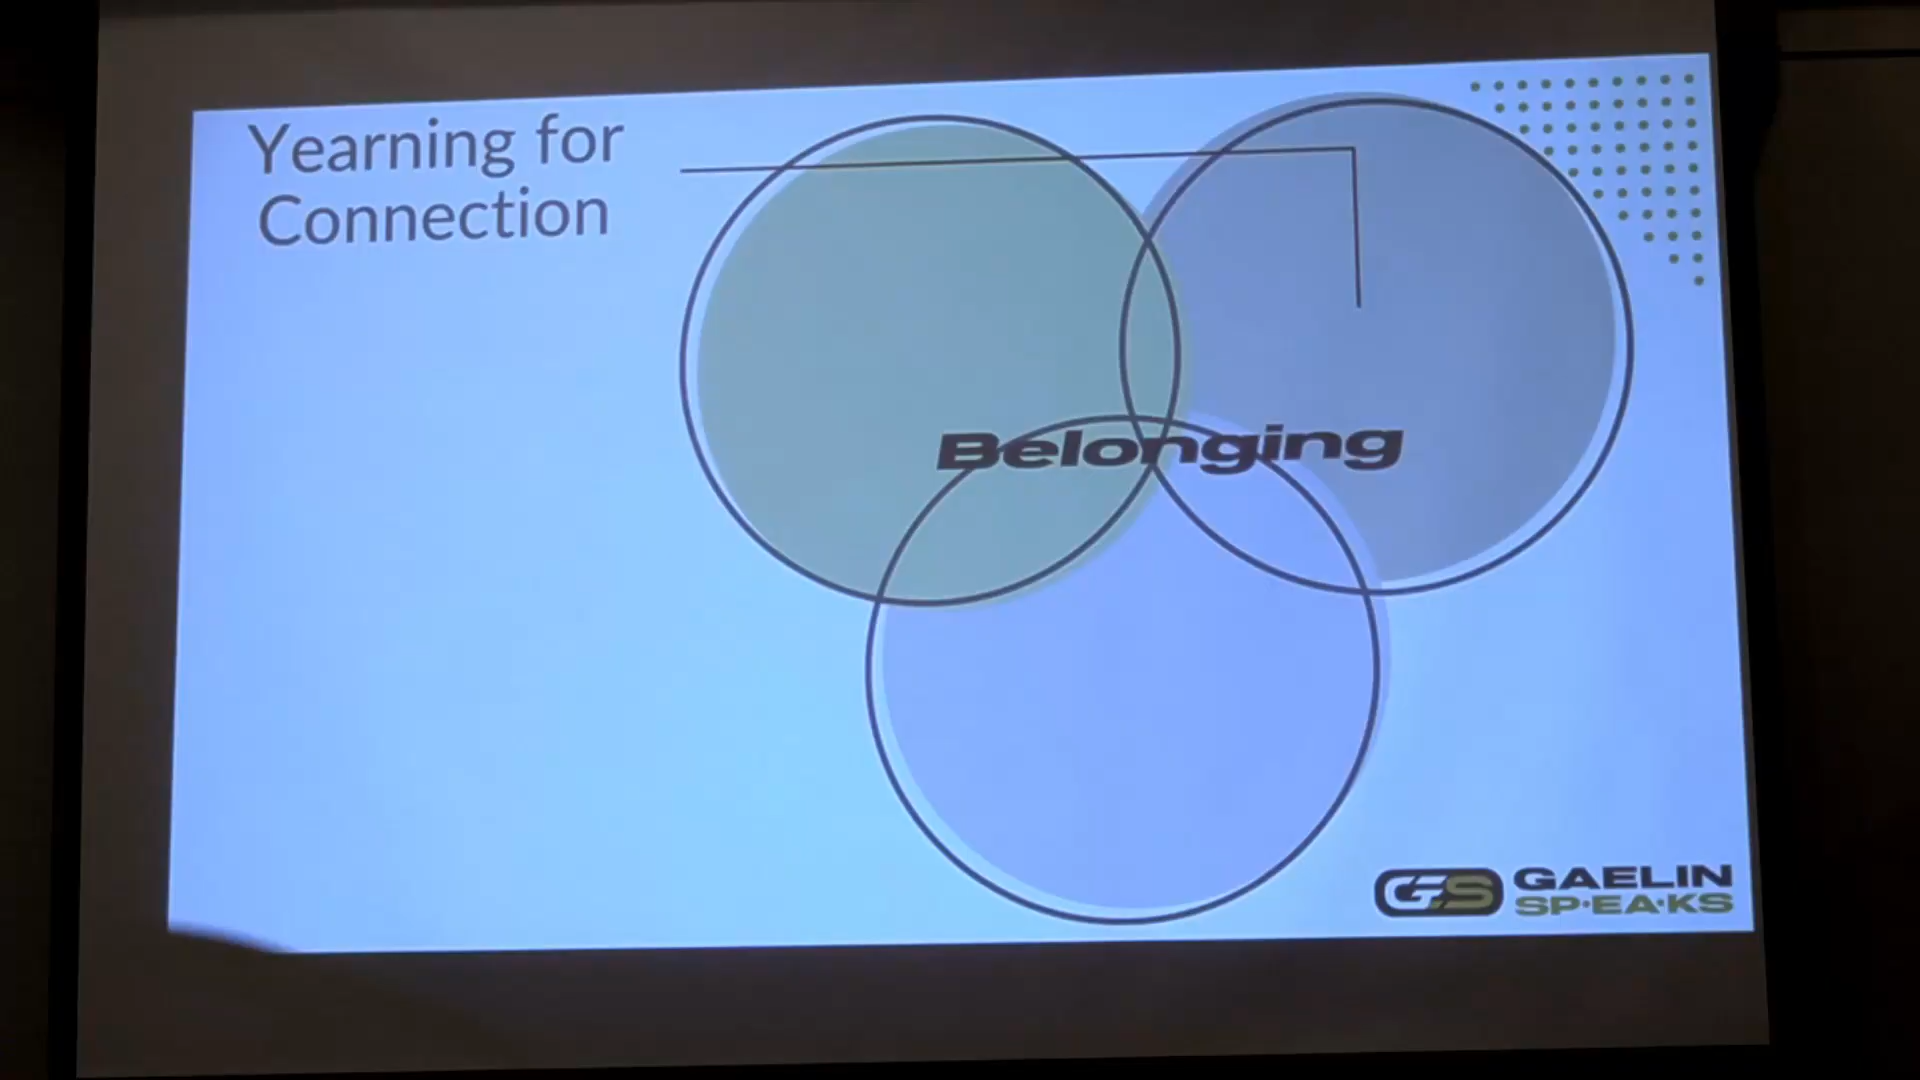 Yearning for
Connection
Belonging
GS GAELIN
SP·EA·KS